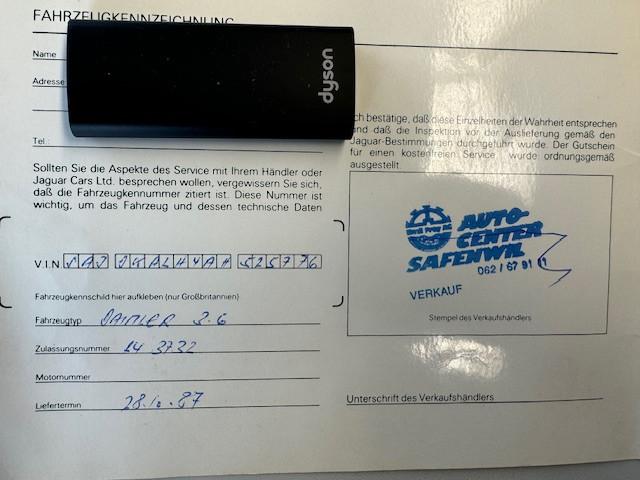 FAHRZEUGKENNZEICHNUNG
Name
Adresse
dyson
Tel.:
Sollten Sie die Aspekte des Service mit Ihrem Händler oder
Jaguar Cars Ltd. besprechen wollen, vergewissern Sie sich,
daß die Fahrzeugkennummer zitiert ist. Diese Nummer ist
wichtig, um das Fahrzeug und dessen technische Daten
V.I.N. SAJ 525776
Fahrzeugkennschild hier aufkleben (nur Großbritannien)
Fahrzeugtyp DAIMLER 3.6
Zulassungsnummer 3732
Motornummer
Liefertermin 28.10.87
ich bestätige, daß diese Einzelheiten der Wahrheit entsprechen
und daß die Inspektion vor der Auslieferung gemäß den
Jaguar-Bestimmungen durchgeführt wurde. Der Gutschein
für einen kostenfreien Service wurde ordnungsgemäß
ausgestellt.
AUTO-
CENTER
SAFENWIL
062 / 67 91 11
VERKAUF
Stempel des Verkaufshändlers
Unterschrift des Verkaufshändlers